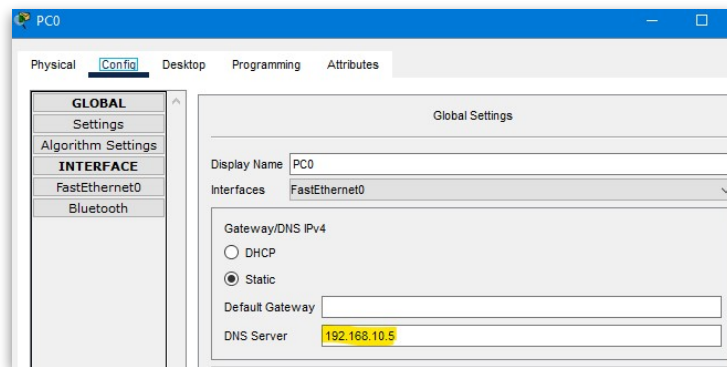 PC0
Physical Config Desktop Programming Attributes
GLOBAL
Settings
Algorithm Settings
INTERFACE
FastEthernet0
Bluetooth
Global Settings
Display Name PC0
Interfaces FastEthernet0
Gateway/DNS IPv4
DHCP
Static
Default Gateway
DNS Server 192.168.10.5